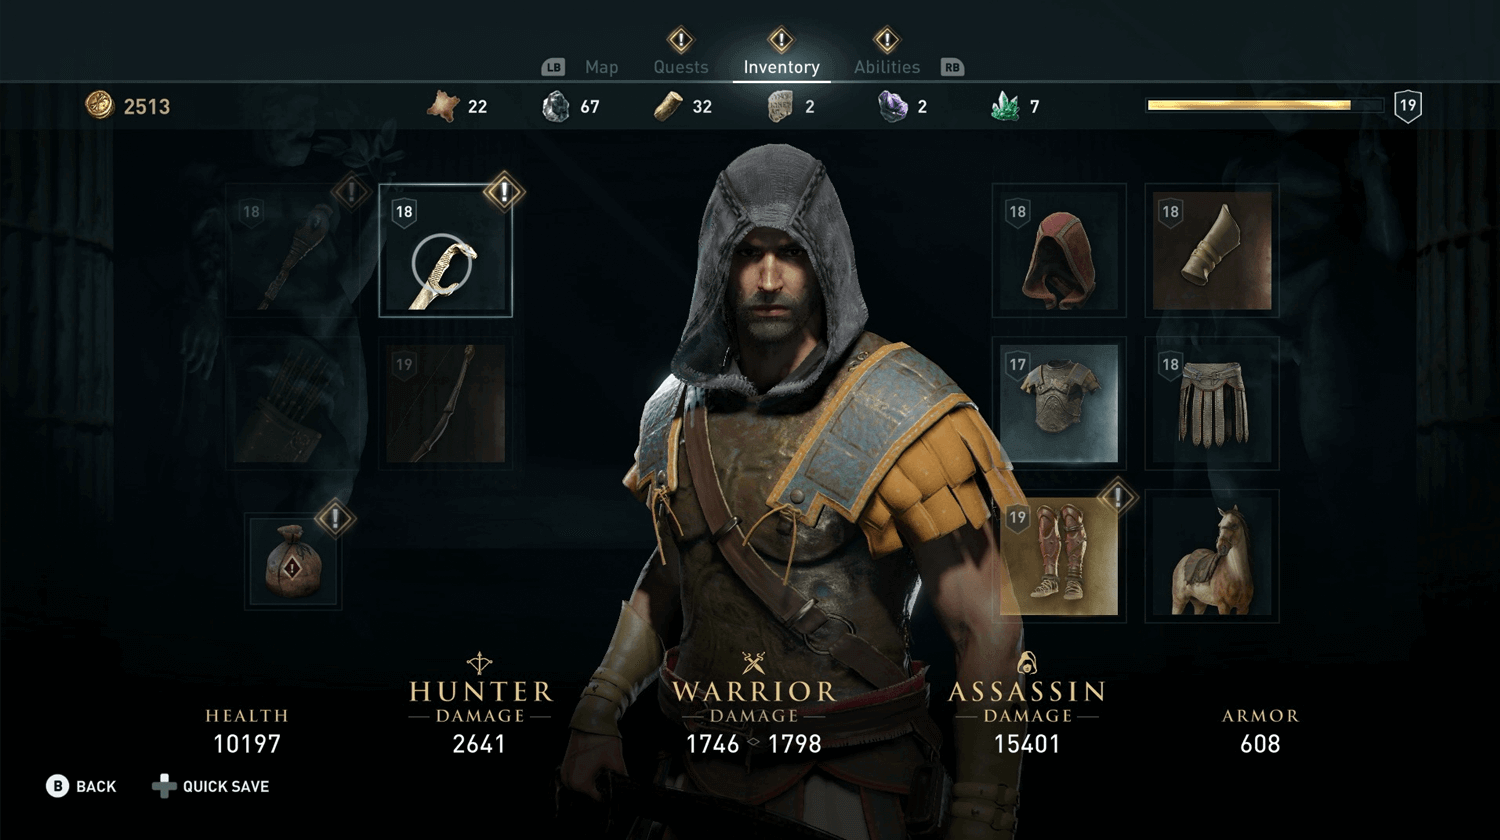 LB Map Quests Inventory Abilities RB
2513 22 67 32 2 2 7 19
18 18 18 18
19 17 18
19
HUNTER WARRIOR ASSASSIN
HEALTH DAMAGE DAMAGE DAMAGE ARMOR
10197 2641 1746 1798 15401 608
B BACK QUICK SAVE